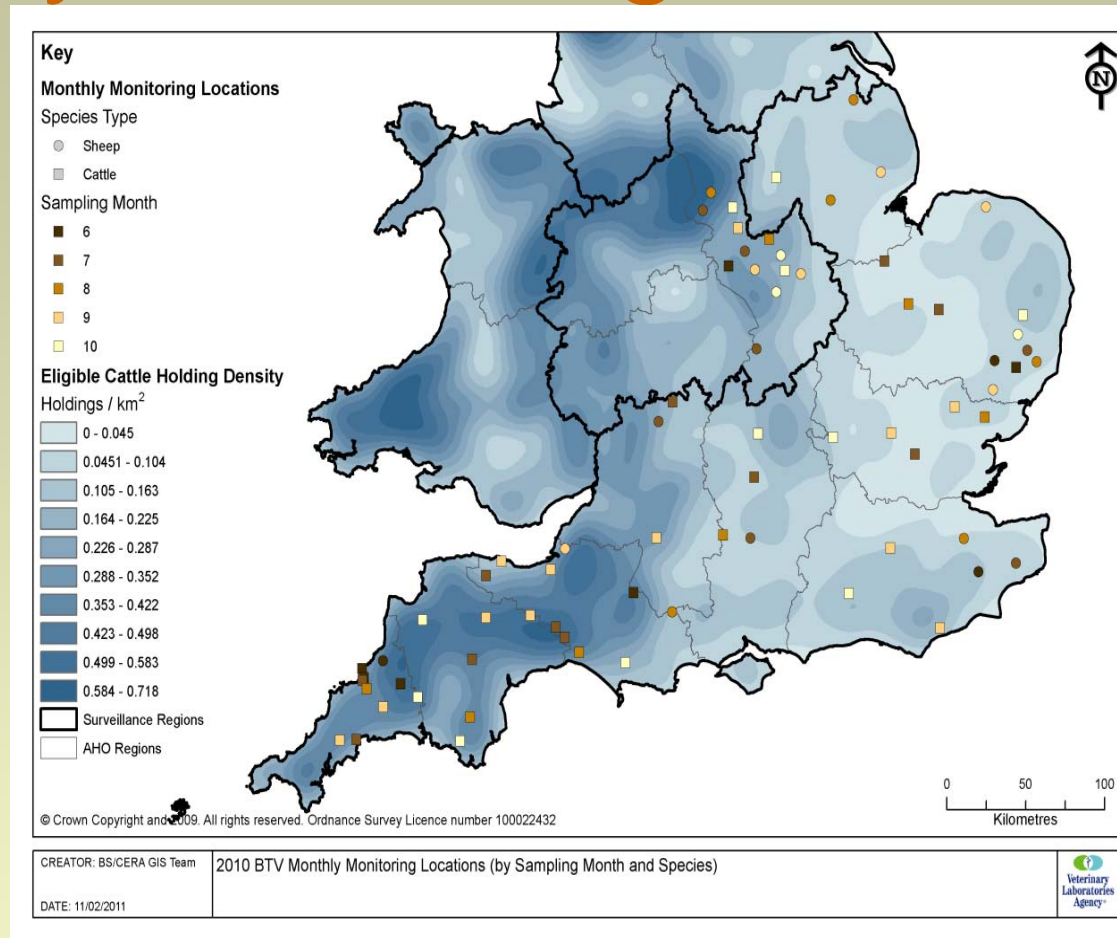 Key
Monthly Monitoring Locations
Species Type
Sheep
Cattle
Sampling Month
6
7
8
9
10
Eligible Cattle Holding Density
Holdings / km²
0 - 0.045
0.0451 - 0.104
0.105 - 0.163
0.164 - 0.225
0.226 - 0.287
0.288 - 0.352
0.353 - 0.422
0.423 - 0.498
0.499 - 0.583
0.584 - 0.718
Surveillance Regions
AHO Regions
N
0 50 100
Kilometres
© Crown Copyright and 2009. All rights reserved. Ordnance Survey Licence number 100022432
CREATOR: BS/CERA GIS Team
DATE: 11/02/2011
2010 BTV Monthly Monitoring Locations (by Sampling Month and Species)
Veterinary
Laboratories
Agency